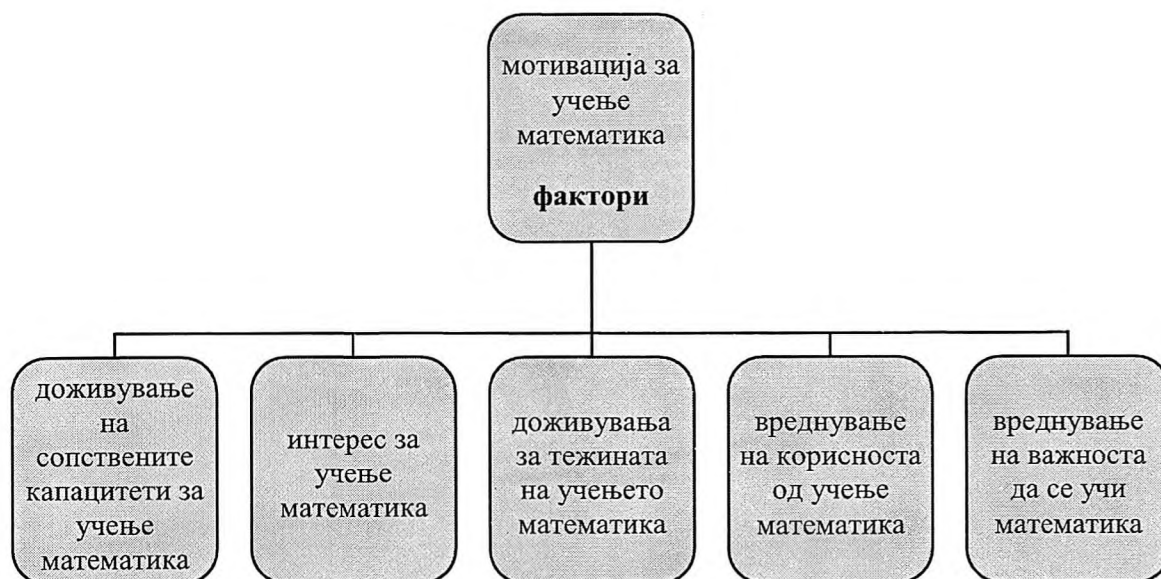 мотивација за
учење
математика
фактори
доживување
на
сопствените
капацитети за
учење
математика
интерес за
учење
математика
доживувања
за тежината
на учењето
математика
вреднување
на корисноста
од учење
математика
вреднување
на важноста
да се учи
математика